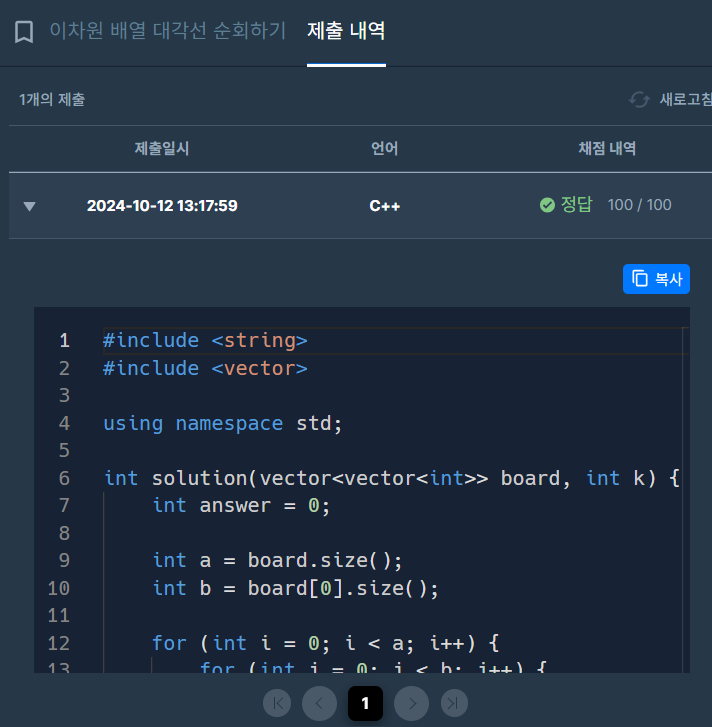 이차원 배열 대각선 순회하기 제출 내역
1개의 제출 새로고침
제출일시 언어 채점 내역
2024-10-12 13:17:59 C++ 정답 100 / 100
복사
1 #include <string>
2 #include <vector>
3
4 using namespace std;
5
6 int solution(vector<vector<int>> board, int k) {
7 int answer = 0;
8
9 int a = board.size();
10 int b = board[0].size();
11
12 for (int i = 0; i < a; i++) {
13 for (int j = 0; j < b; j++) {
1